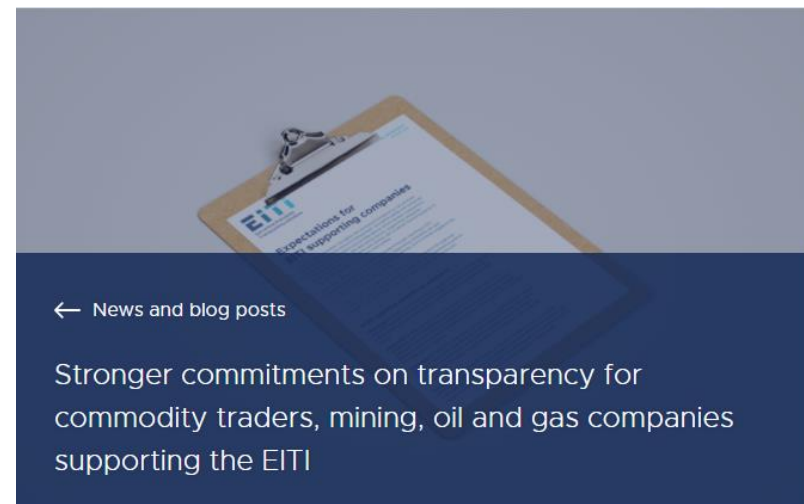 EITI
Expectations for
EITI supporting companies
← News and blog posts
Stronger commitments on transparency for
commodity traders, mining, oil and gas companies
supporting the EITI